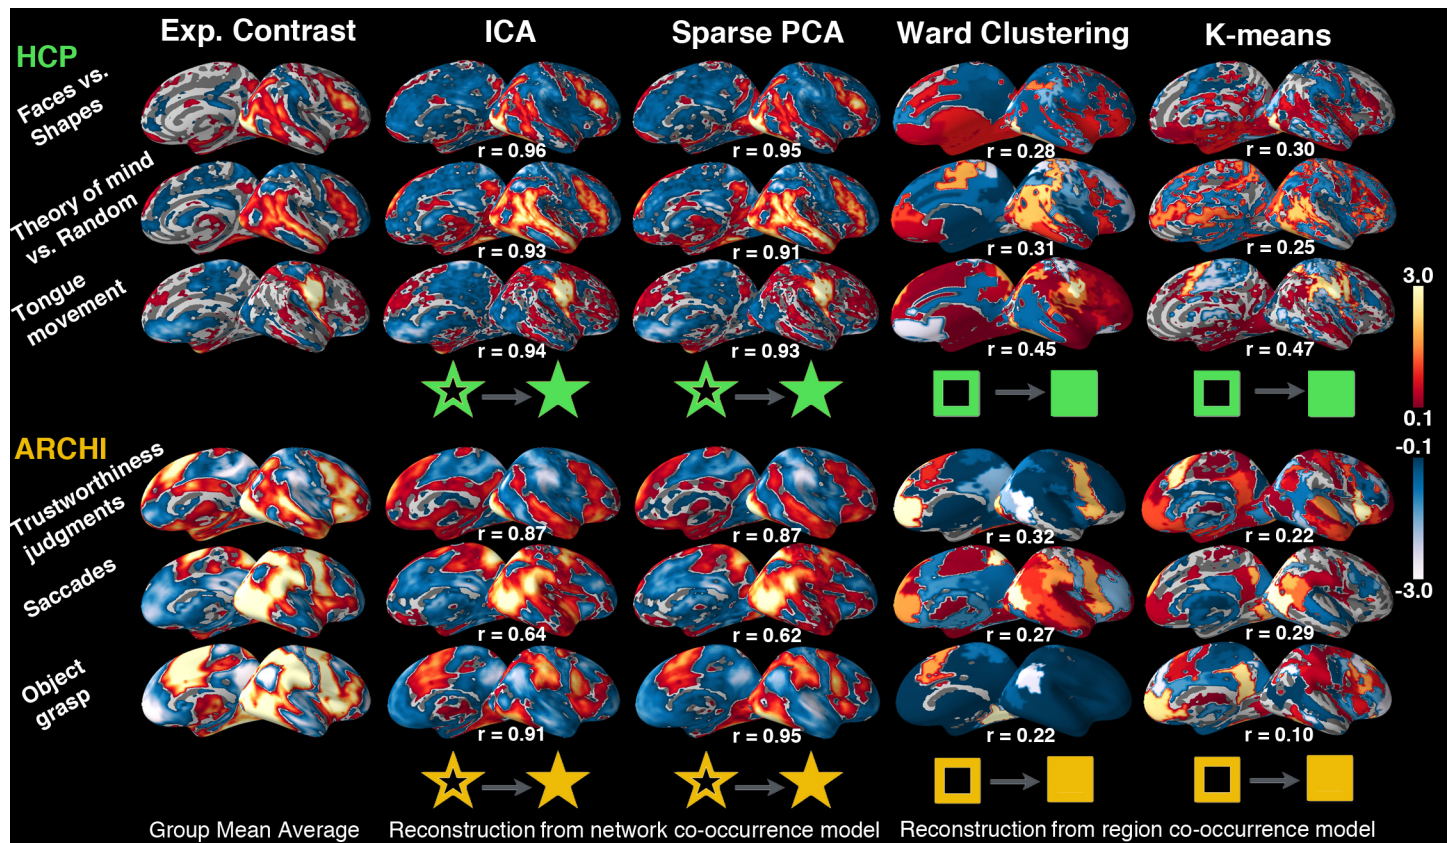 Exp. Contrast ICA Sparse PCA Ward Clustering K-means
HCP
Faces vs.
Shapes
r = 0.96 r = 0.95 r = 0.28 r = 0.30
Theory of mind
vs. Random
r = 0.93 r = 0.91 r = 0.31 r = 0.25
Tongue
movement
r = 0.94 r = 0.93 r = 0.45 r = 0.47
3.0
0.1
-0.1
-3.0
ARCHI
Trustworthiness
judgments
r = 0.87 r = 0.87 r = 0.32 r = 0.22
Saccades
r = 0.64 r = 0.62 r = 0.27 r = 0.29
Object
grasp
r = 0.91 r = 0.95 r = 0.22 r = 0.10
Group Mean Average Reconstruction from network co-occurrence model Reconstruction from region co-occurrence model